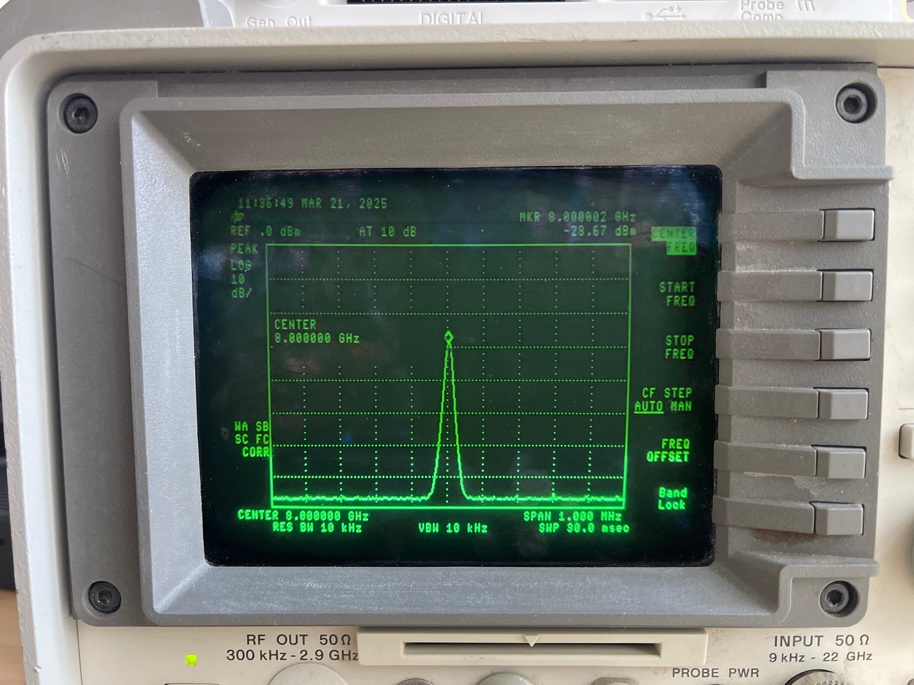 Gen Out
DIGITAL
Probe
Comp
11:36:49 MAR 21, 2025
MKR 8.000002 GHz
REF .0 dBm
AT 10 dB
-28.67 dBm
CENTER
FREQ
PEAK
LOG
10
dB/
START
FREQ
CENTER
8.000000 GHz
STOP
FREQ
CF STEP
AUTO MAN
WA SB
SC FC
CORR
FREQ
OFFSET
Band
Lock
CENTER 8.000000 GHz
SPAN 1.000 MHz
RES BW 10 kHz
VBW 10 kHz
SWP 30.0 msec
RF OUT 50Ω
300 kHz-2.9 GHz
INPUT 50 Ω
9 kHz - 22 GHz
PROBE PWR